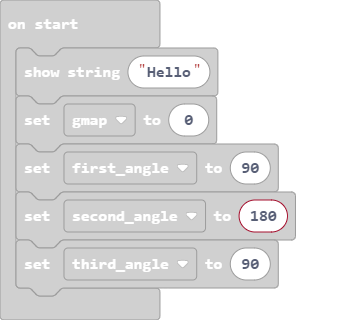 on start
show string "Hello"
set gmap to 0
set first_angle to 90
set second_angle to 180
set third_angle to 90